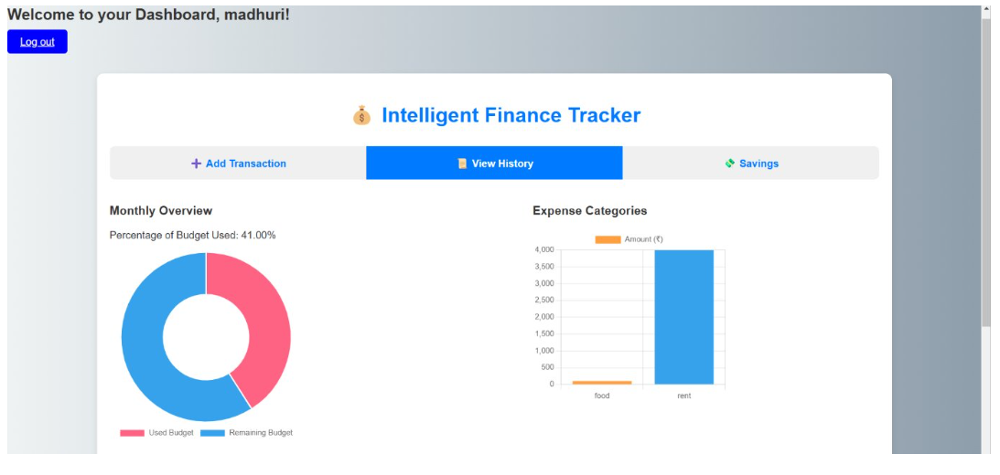 Welcome to your Dashboard, madhuri!
Log out
Intelligent Finance Tracker
Add Transaction
View History
Savings
Monthly Overview
Percentage of Budget Used: 41.00%
Used Budget
Remaining Budget
Expense Categories
Amount (₹)
4,000
3,500
3,000
2,500
2,000
1,500
1,000
500
0
food
rent